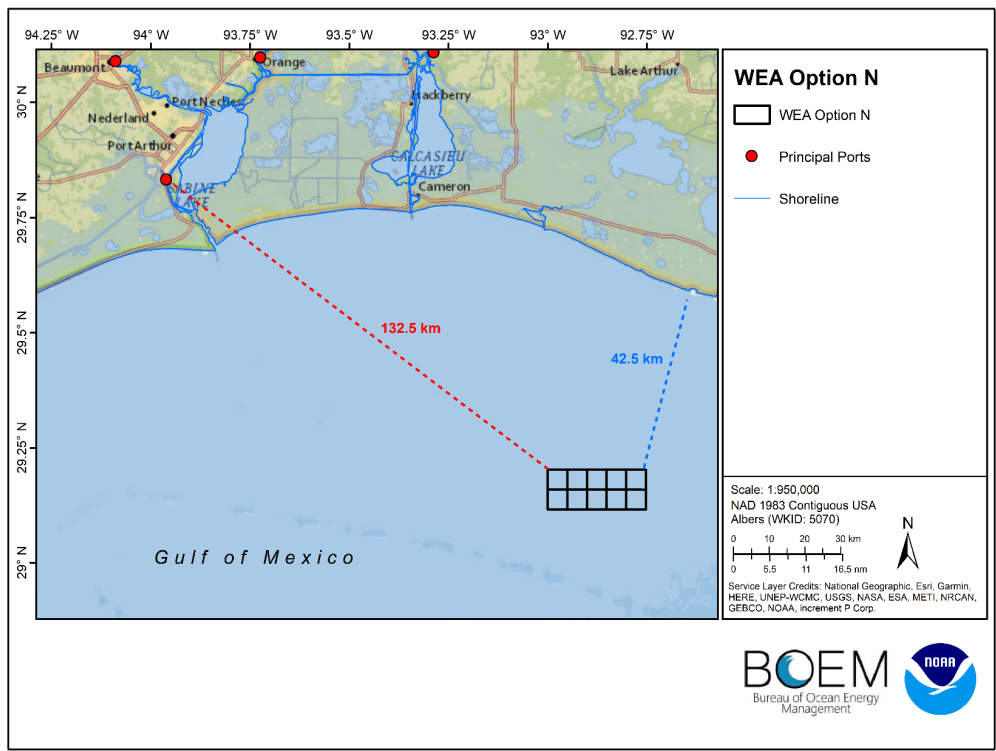 94.25° W
94° W
93.75° W
93.5° W
93.25° W
93° W
92.75° W
30° N
29.75° N
29.5° N
29.25° N
29° N
Beaumont
Orange
Lake Arthur
Port Neches
Hackberry
Nederland
Port Arthur
CALCASIEU
LAKE
SABINE
LAKE
Cameron
132.5 km
42.5 km
Gulf of Mexico
WEA Option N
WEA Option N
Principal Ports
Shoreline
Scale: 1:950,000
NAD 1983 Contiguous USA
Albers (WKID: 5070)
N
0 10 20 30 km
0 5.5 11 16.5 nm
Service Layer Credits: National Geographic, Esri, Garmin,
HERE, UNEP-WCMC, USGS, NASA, ESA, METI, NRCAN,
GEBCO, NOAA, increment P Corp.
BOEM
Bureau of Ocean Energy
Management
NOAA